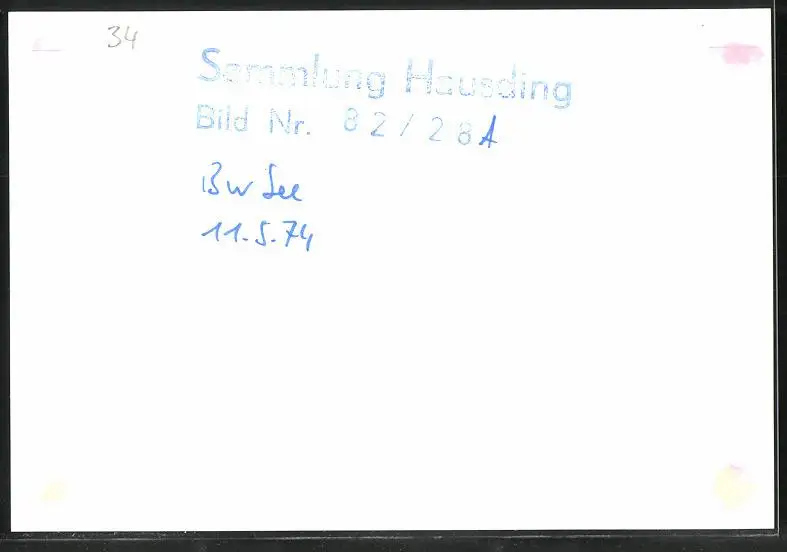 34
Sammlung Hausding
Bild Nr. 82/28A
Bw See
11.5.74